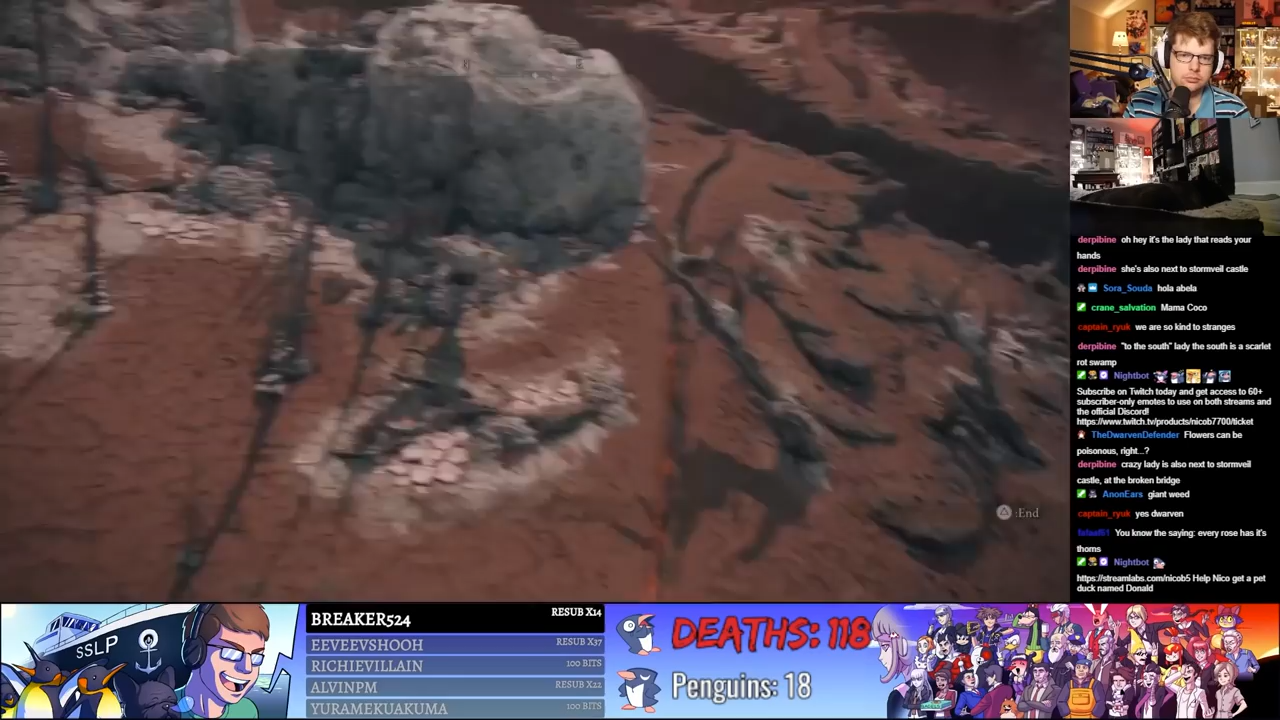 :End
derpibine oh hey it's the lady that reads your
hands
derpibine she's also next to stormveil castle
Sora_Souda hola abela
crane_salvation Mama Coco
captain_ryuk we are so kind to stranges
derpibine "to the south" lady the south is a scarlet
rot swamp
Nightbot
Subscribe on Twitch today and get access to 60+
subscriber-only emotes to use on both streams and
the official Discord!
https://www.twitch.tv/products/nicob7700/ticket
TheDwarvenDefender Flowers can be
poisonous, right...?
derpibine crazy lady is also next to stormveil
castle, at the broken bridge
AnonEars giant weed
captain_ryuk yes dwarven
You know the saying: every rose has it's
thorns
Nightbot
https://streamlabs.com/nicob5 Help Nico get a pet
duck named Donald
SSLP
BREAKER524 RESUB X14
EEVEEVSHOOH RESUB X37
RICHIEVILLAIN 100 BITS
ALVINPM RESUB X22
YURAMEKUAKUMA 100 BITS
DEATHS: 118
Penguins: 18